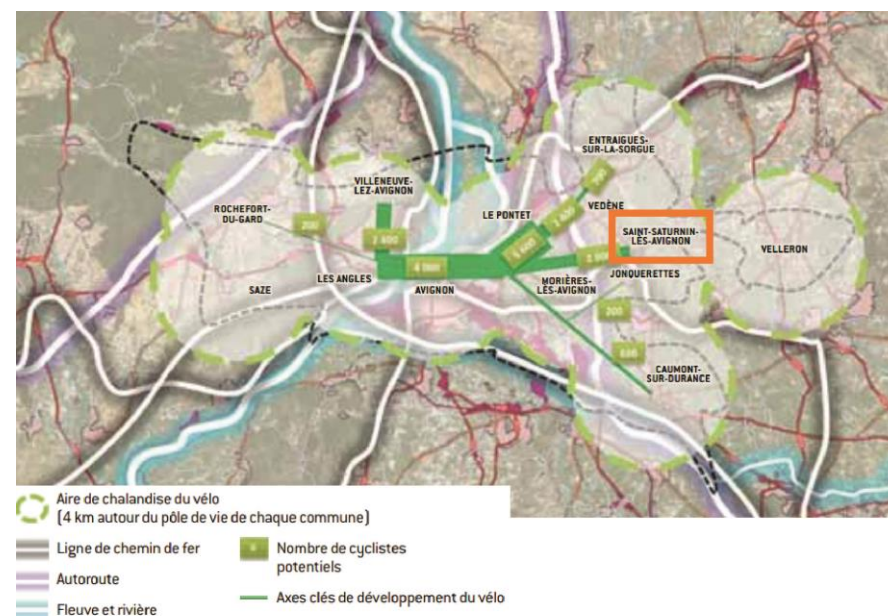 ENTRAIGUES-
SUR-LA-SORGUE
VILLENEUVE-
LEZ-AVIGNON
ROCHEFORT-
DU-GARD
200
LE PONTET
VEDÈNE
2 600
SAINT-SATURNIN-
LÈS-AVIGNON
VELLERON
SAZE
LES ANGLES
4 000
AVIGNON
MORIÈRES-
LÈS-AVIGNON
JONQUERETTES
200
600
CAUMONT-
SUR-DURANCE
Aire de chalandise du vélo
(4 km autour du pôle de vie de chaque commune)
Ligne de chemin de fer
Nombre de cyclistes
potentiels
Autoroute
Axes clés de développement du vélo
Fleuve et rivière